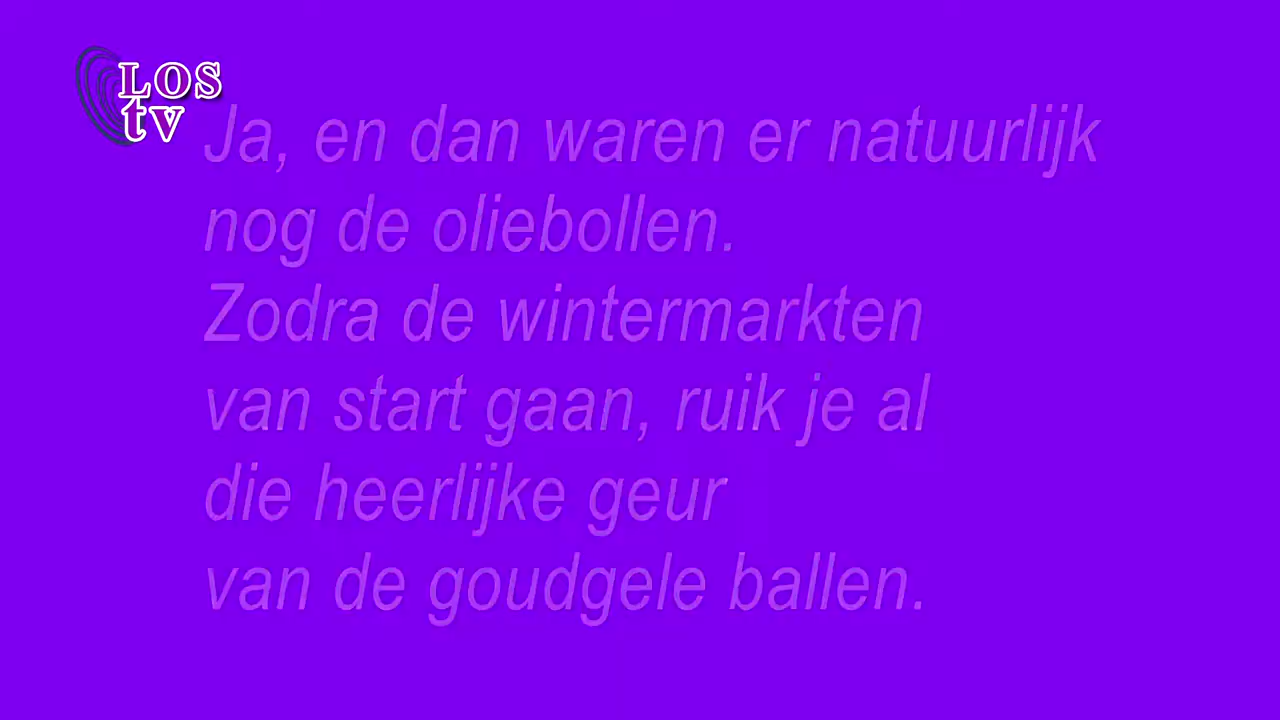 LOS
tv
Ja, en dan waren er natuurlijk
nog de oliebollen.
Zodra de wintermarkten
van start gaan, ruik je al
die heerlijke geur
van de goudgele ballen.